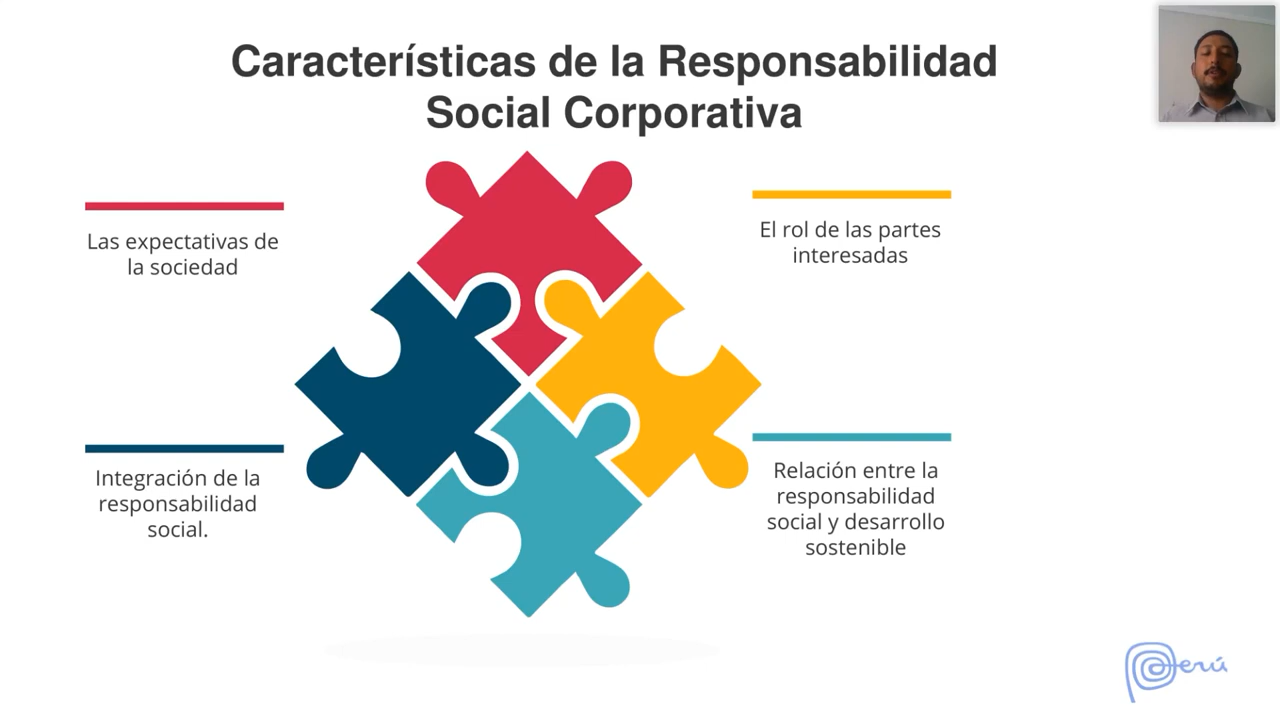 Características de la Responsabilidad
Social Corporativa
Las expectativas de
la sociedad
El rol de las partes
interesadas
Integración de la
responsabilidad
social.
Relación entre la
responsabilidad
social y desarrollo
sostenible
Perú